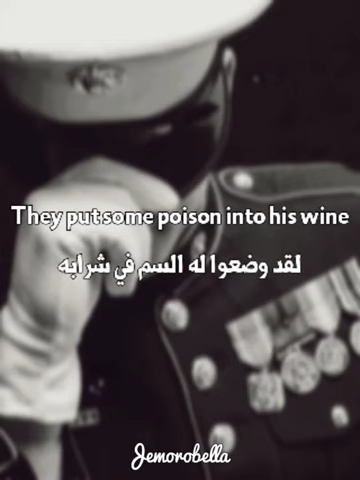 They put some poison into his wine
لقد وضعوا له السم في شرابه
Jemorobella